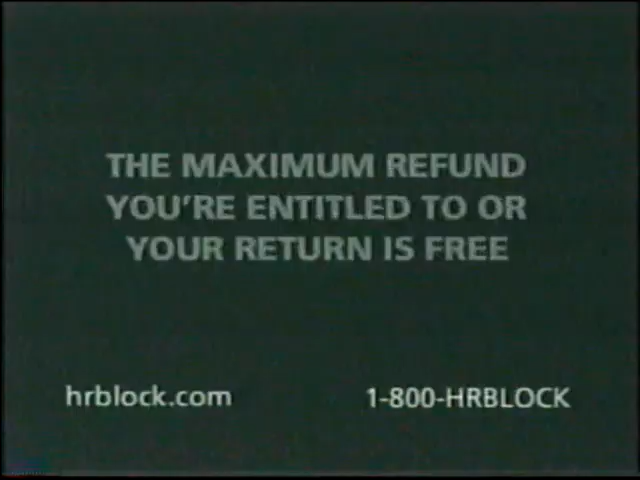 THE MAXIMUM REFUND
YOU'RE ENTITLED TO OR
YOUR RETURN IS FREE
hrblock.com 1-800-HRBLOCK